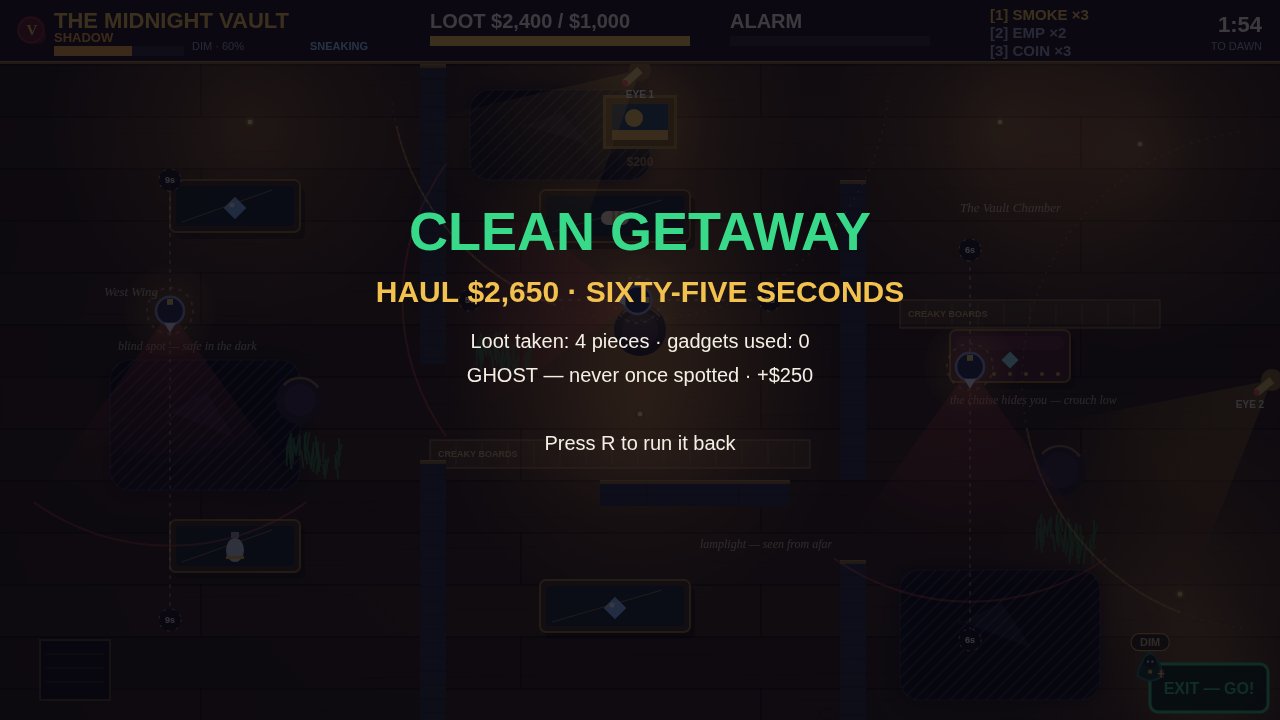 V
THE MIDNIGHT VAULT
SHADOW
DIM · 60%
SNEAKING
LOOT $2,400 / $1,000
ALARM
[1] SMOKE ×3
[2] EMP ×2
[3] COIN ×3
1:54
TO DAWN
EYE 1
$200
9s
The Vault Chamber
CLEAN GETAWAY
6s
West Wing
HAUL $2,650 · SIXTY-FIVE SECONDS
CREAKY BOARDS
blind spot — safe in the dark
Loot taken: 4 pieces · gadgets used: 0
GHOST — never once spotted · +$250
the chaise hides you — crouch low
EYE 2
Press R to run it back
CREAKY BOARDS
lamplight — seen from afar
9s
6s
DIM
EXIT — GO!